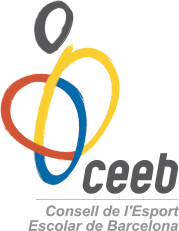 ceeb
Consell de l'Esport
Escolar de Barcelona